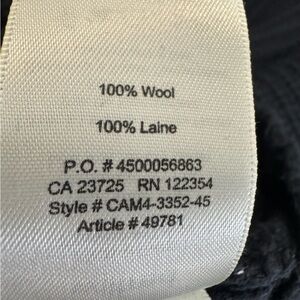 100% Wool
100% Laine
P.O. # 4500056863
CA 23725 RN 122354
Style # CAM4-3352-45
Article # 49781